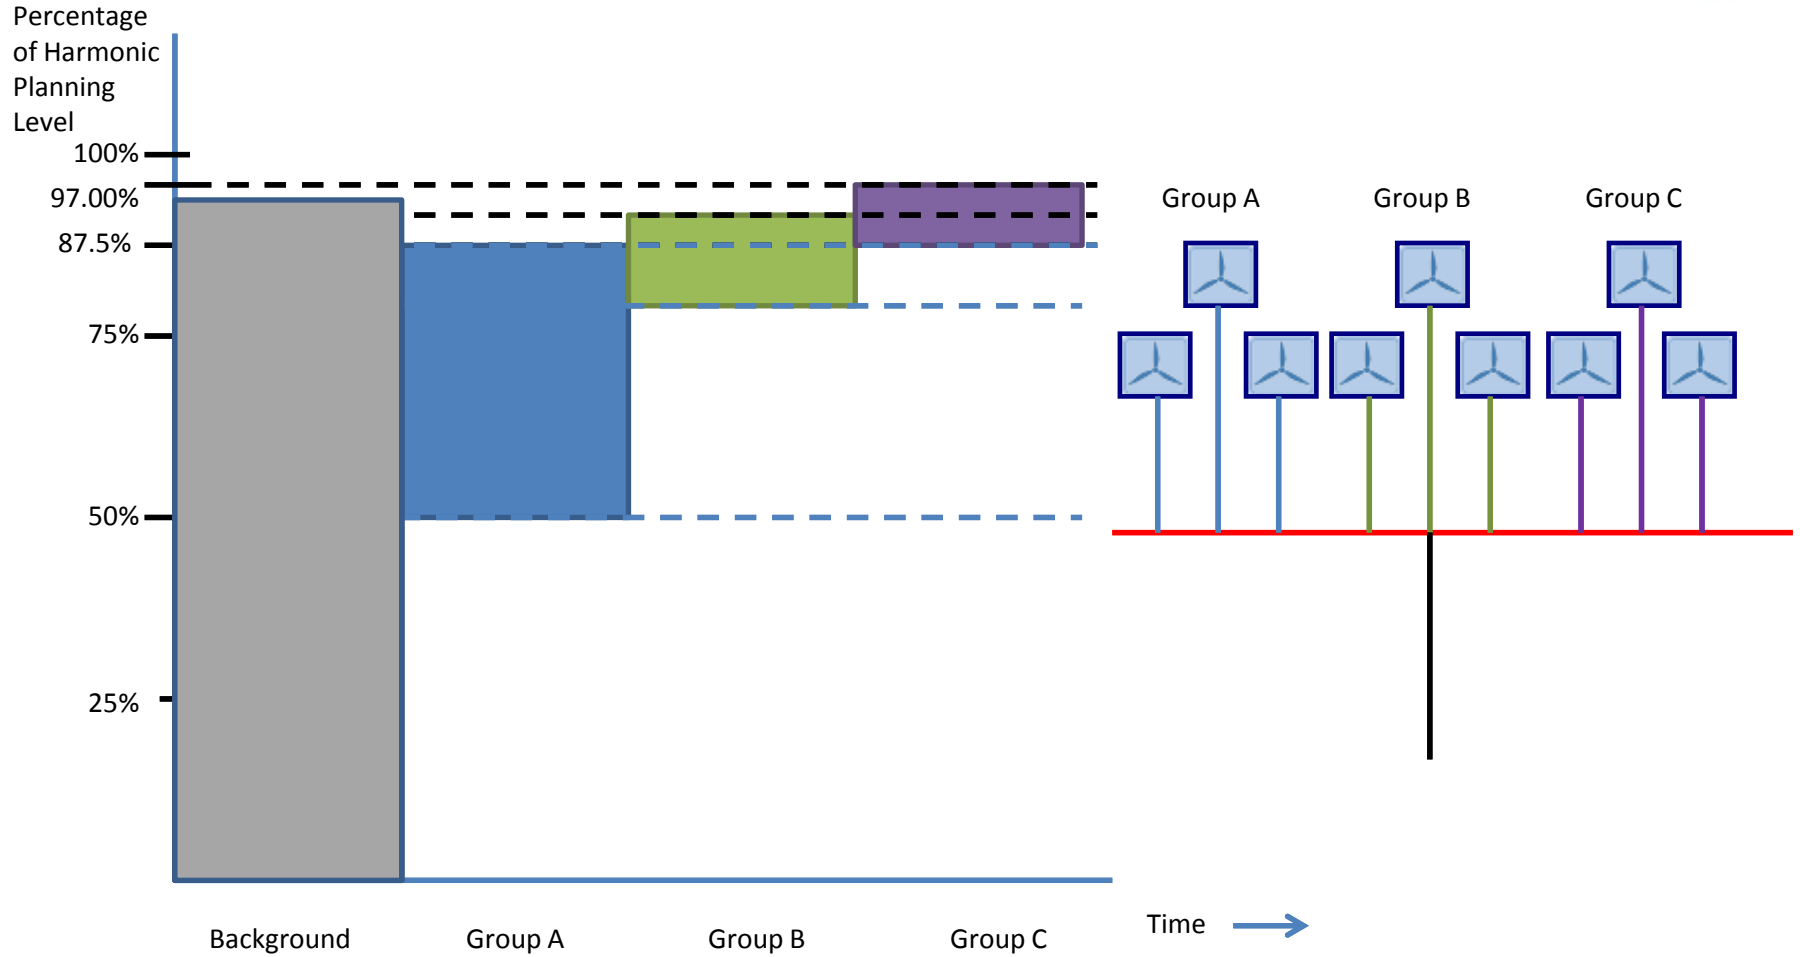 Percentage
of Harmonic
Planning
Level
100%
97.00%
87.5%
75%
50%
25%
Group A
Group B
Group C
Background
Group A
Group B
Group C
Time